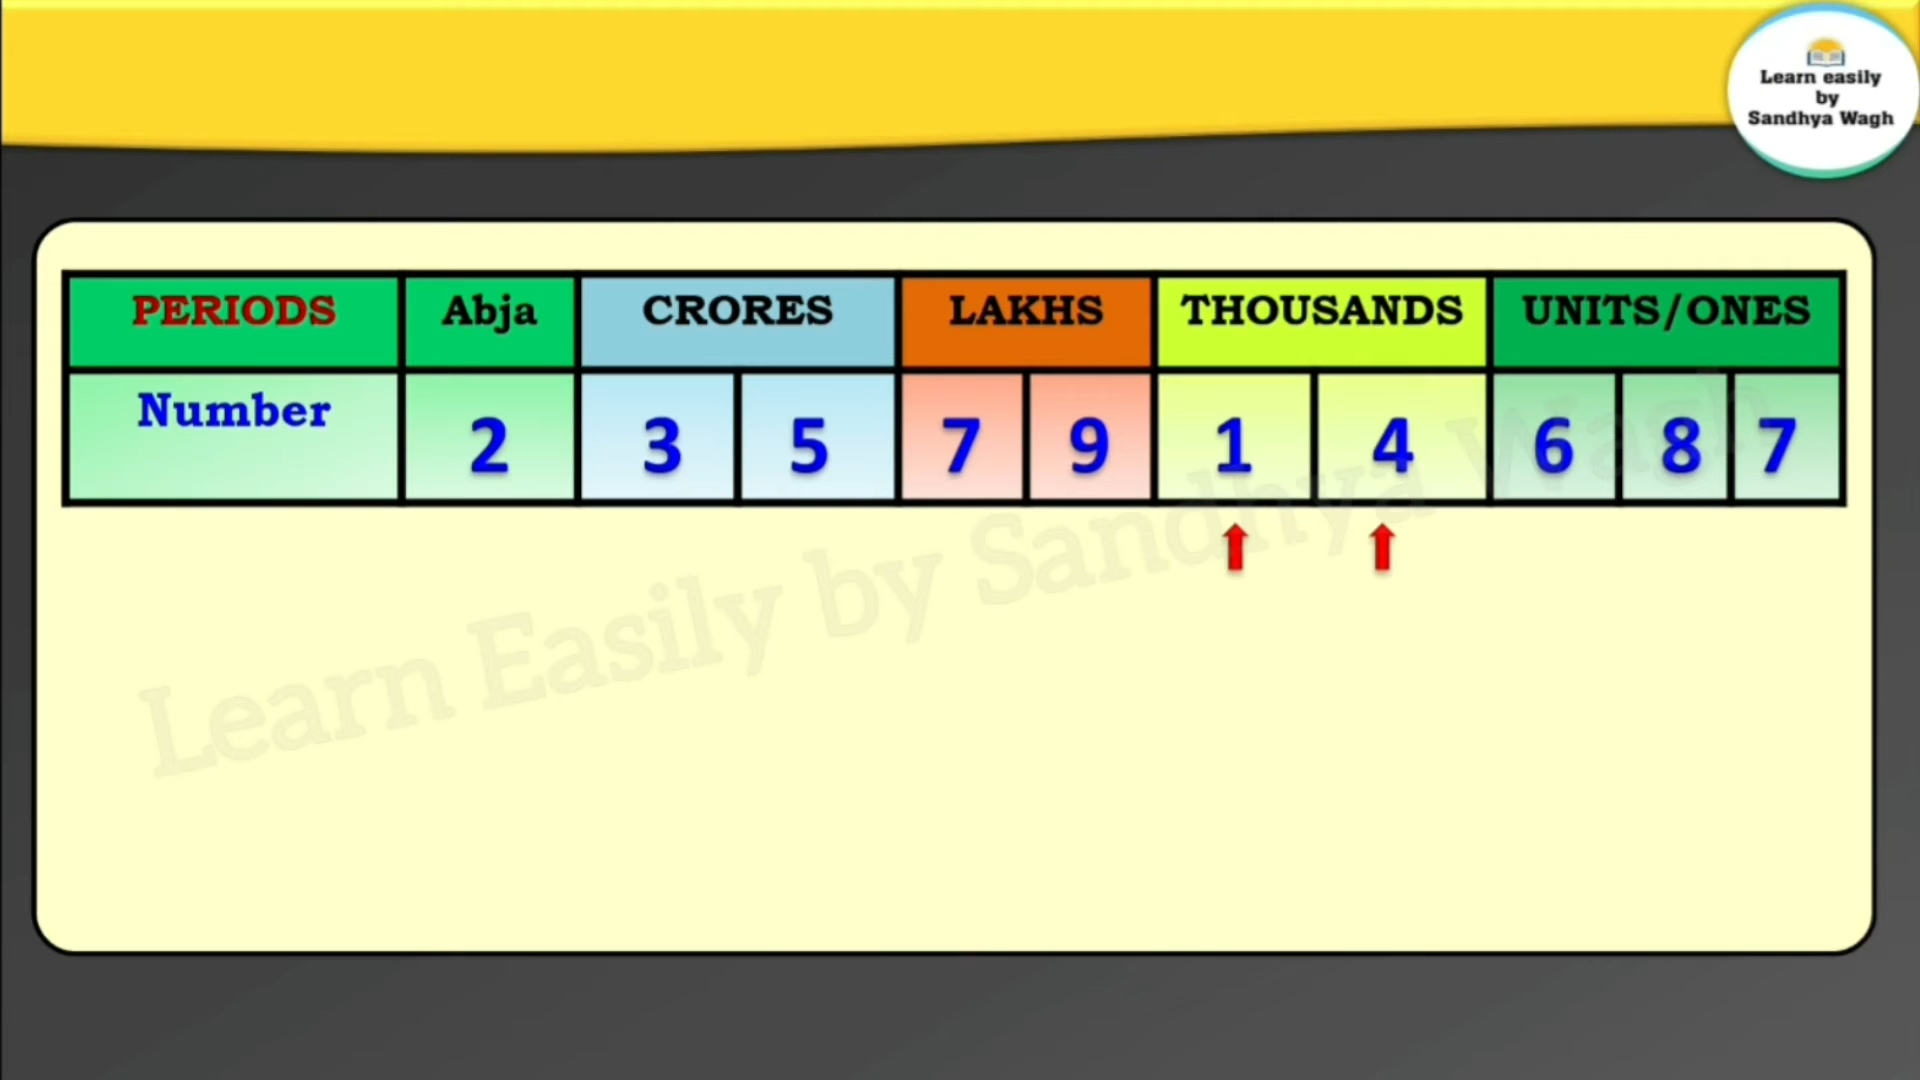 Learn easily
by
Sandhya Wagh
PERIODS Abja CRORES LAKHS THOUSANDS UNITS/ONES
Number 2 3 5 7 9 1 4 6 8 7
Learn Easily by Sandhya Wagh